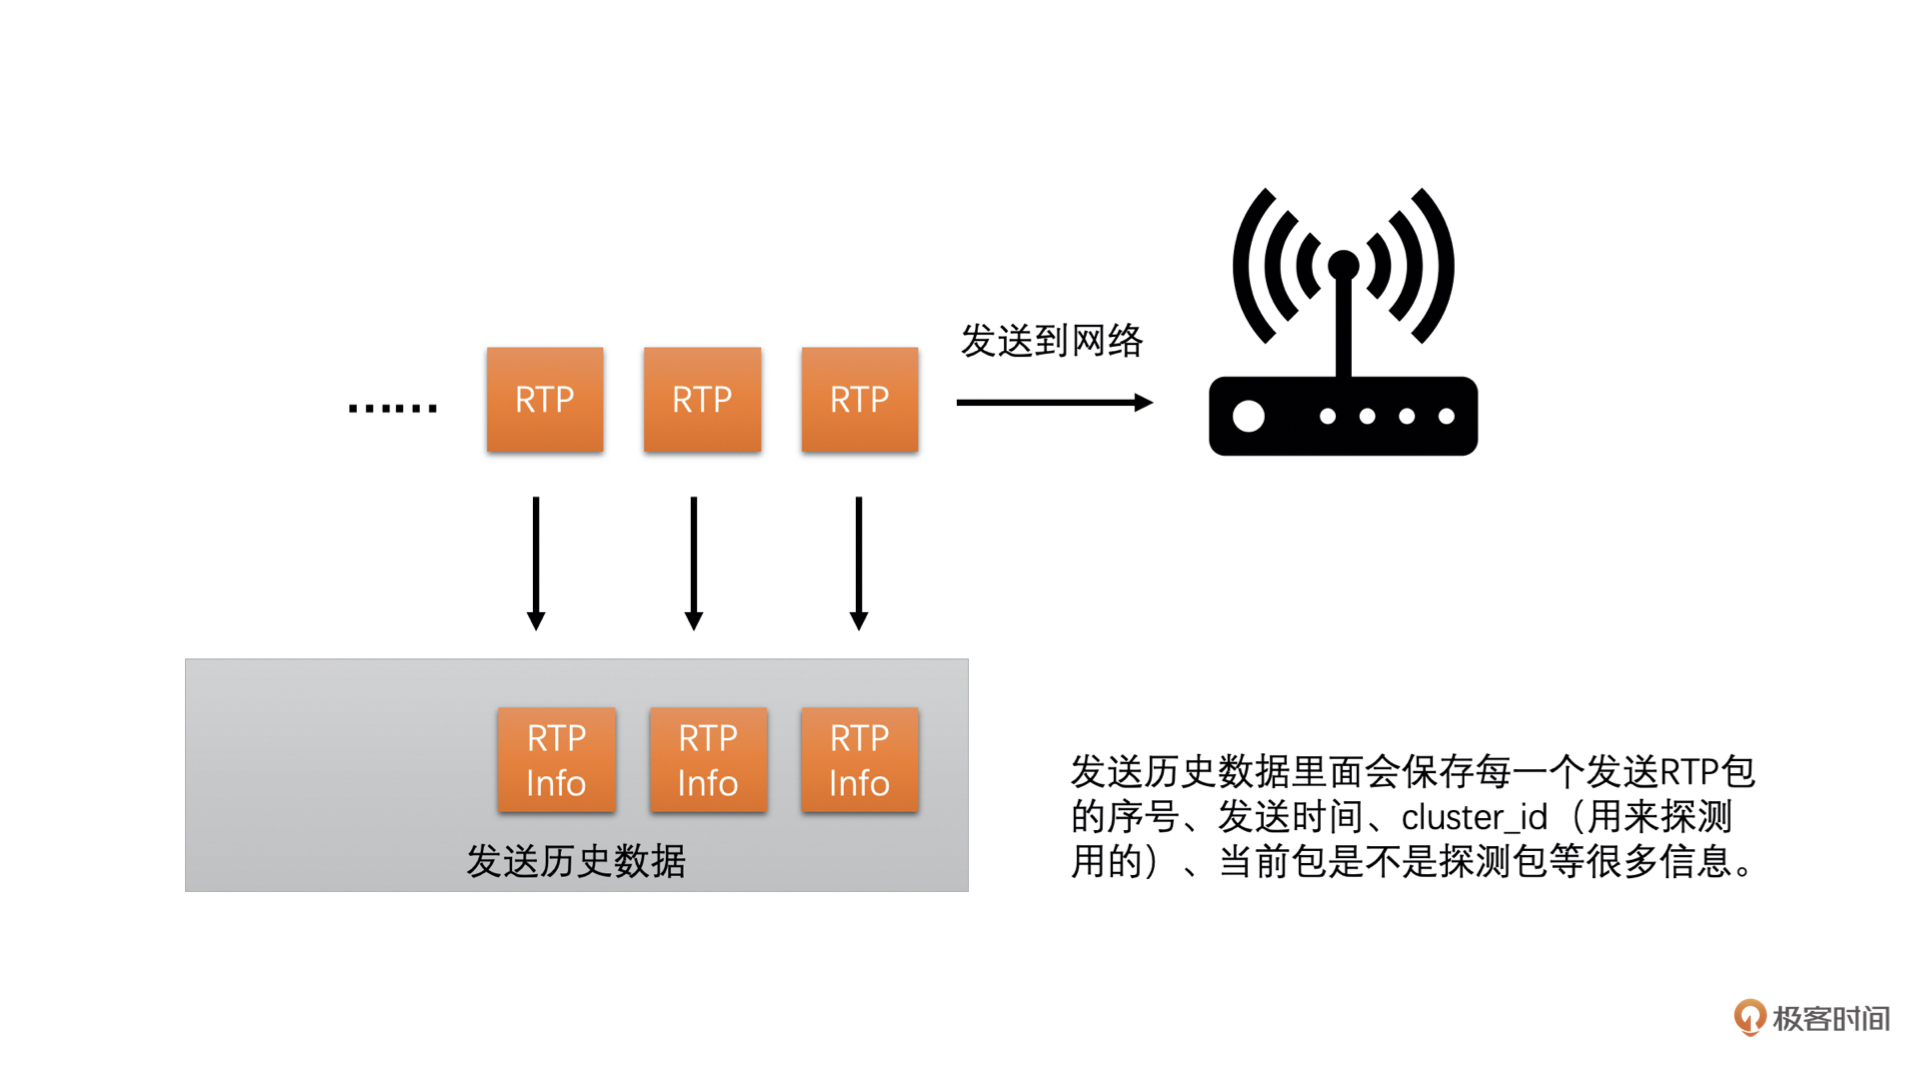 发送到网络
…… RTP RTP RTP
RTP Info RTP Info RTP Info
发送历史数据
发送历史数据里面会保存每一个发送RTP包
的序号、发送时间、cluster_id（用来探测
用的）、当前包是不是探测包等很多信息。
极客时间